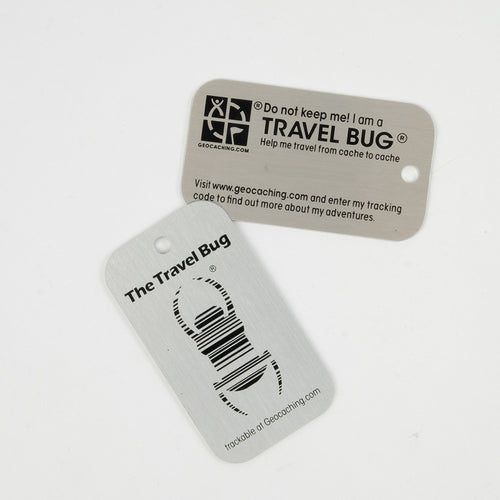 ® Do not keep me! I am a
TRAVEL BUG®
Help me travel from cache to cache
GEOCACHING.COM
Visit www.geocaching.com and enter my tracking
code to find out more about my adventures.
The Travel Bug
®
trackable at Geocaching.com